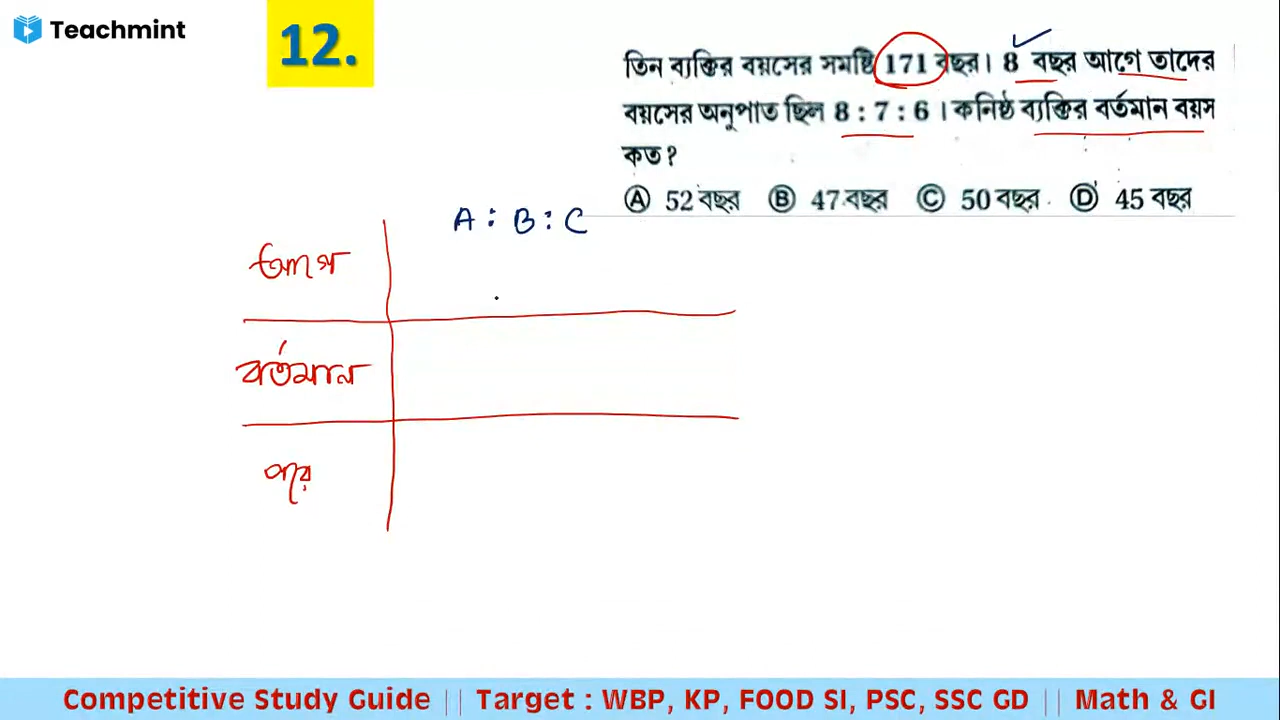 Teachmint
12.
তিন ব্যক্তির বয়সের সমষ্টি 171 বছর। 8 বছর আগে তাদের
বয়সের অনুপাত ছিল 8 : 7 : 6 । কনিষ্ঠ ব্যক্তির বর্তমান বয়স
কত?
Ⓐ 52 বছর Ⓑ 47 বছর Ⓒ 50 বছর Ⓓ 45 বছর
A : B : C
আগে
বর্তমান
পরে
Competitive Study Guide || Target : WBP, KP, FOOD SI, PSC, SSC GD || Math & GI